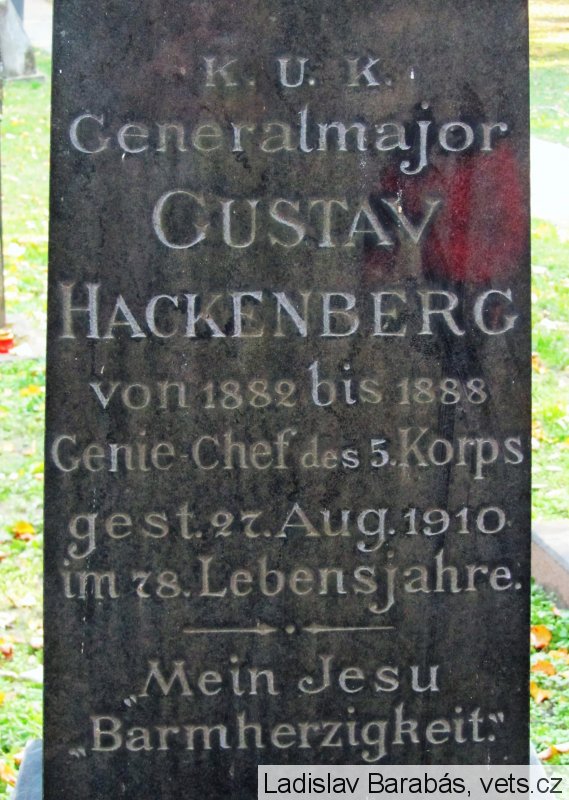 K. U. K.
Generalmajor
GUSTAV
HACKENBERG
von 1882 bis 1888
Genie-Chef des 5. Korps
gest. 27. Aug. 1910
im 78. Lebensjahre.
„Mein Jesu
„Barmherzigkeit."
Ladislav Barabás, vets.cz